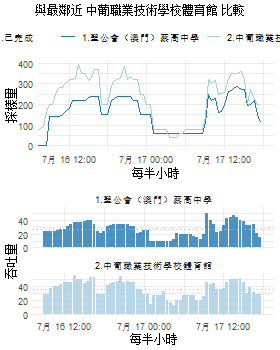 與最鄰近 中葡職業技術學校體育館 比較
.已完成 1.聖公會（澳門）蔡高中學 2.中葡職業技
採檬里
400
300
200
100
0
7月 16 12:00 7月 17 00:00 7月 17 12:00
每半小時
1.聖公會（澳門）蔡高中學
40
20
0
2.中葡職業技術學校體育館
吞吐里
40
20
0
7月 16 12:00 7月 17 00:00 7月 17 12:00
每半小時